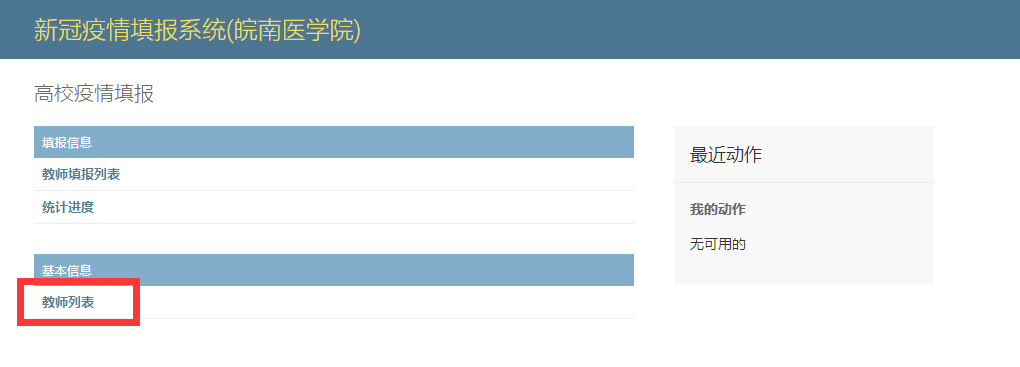 新冠疫情填报系统(皖南医学院)
高校疫情填报
填报信息
教师填报列表
统计进度
基本信息
教师列表
最近动作
我的动作
无可用的